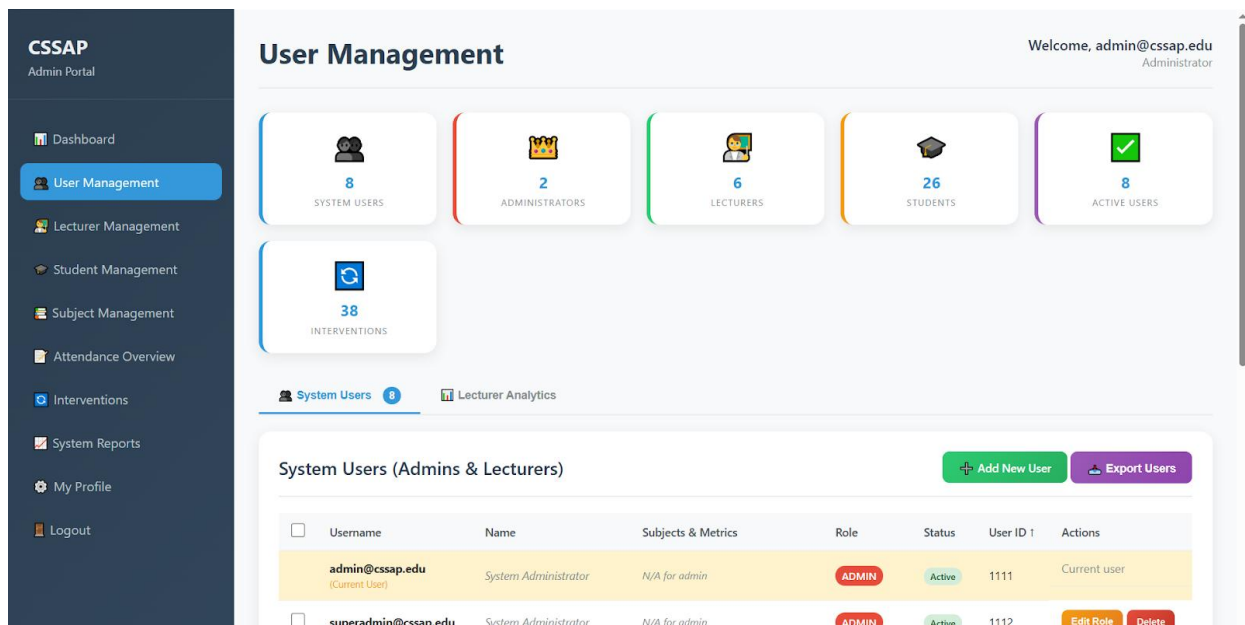 CSSAP
Admin Portal
Dashboard
User Management
Lecturer Management
Student Management
Subject Management
Attendance Overview
Interventions
System Reports
My Profile
Logout
User Management
Welcome, admin@cssap.edu
Administrator
8
SYSTEM USERS
2
ADMINISTRATORS
6
LECTURERS
26
STUDENTS
8
ACTIVE USERS
38
INTERVENTIONS
System Users 8
Lecturer Analytics
System Users (Admins & Lecturers)
Add New User
Export Users
Username Name Subjects & Metrics Role Status User ID ↑ Actions
admin@cssap.edu System Administrator N/A for admin ADMIN Active 1111 Current user
(Current User)
superadmin@cssap.edu System Administrator N/A for admin ADMIN Active 1112 Edit Role Delete